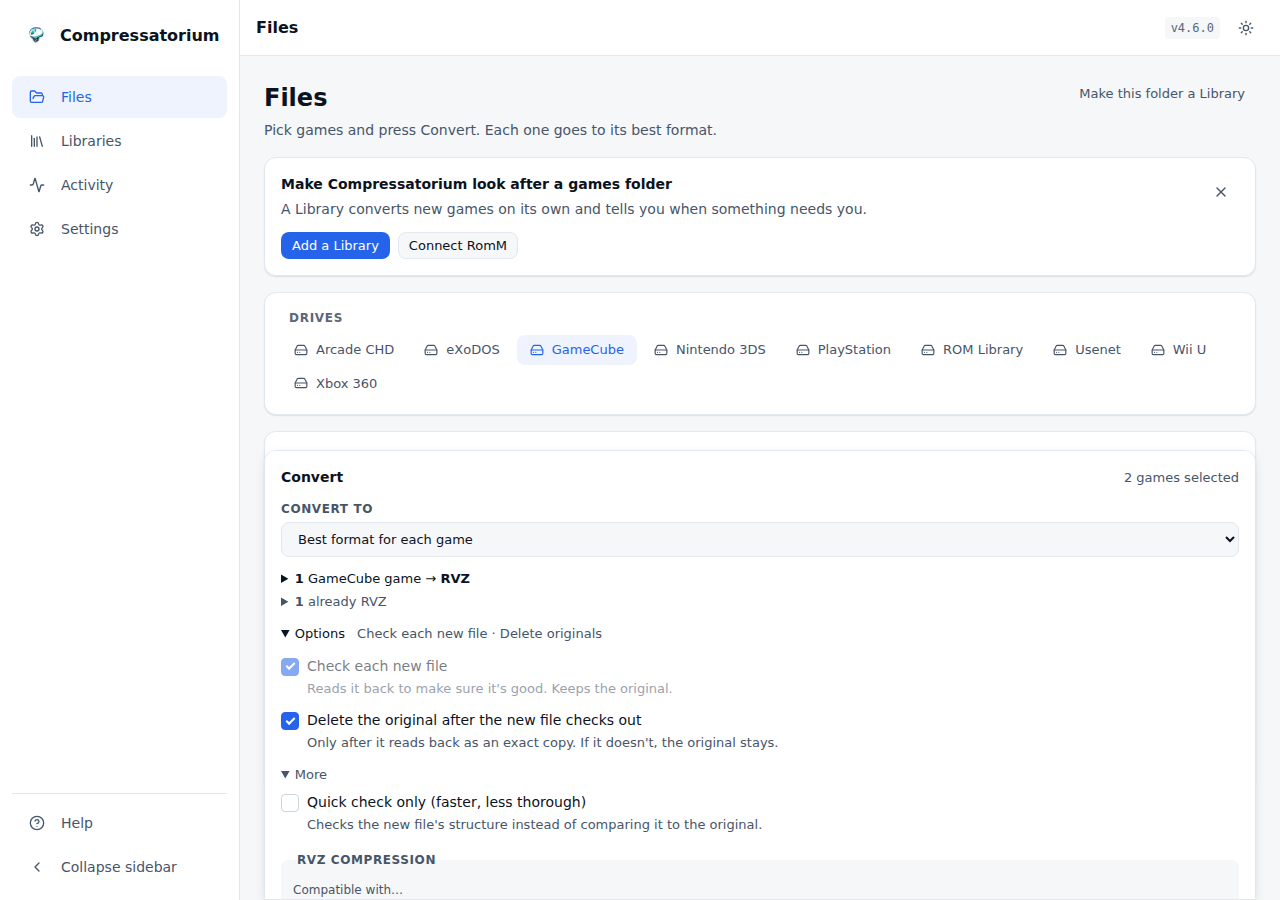 Compressatorium
Files
v4.6.0
Files
Libraries
Activity
Settings
Help
Collapse sidebar
Files
Make this folder a Library
Pick games and press Convert. Each one goes to its best format.
Make Compressatorium look after a games folder
A Library converts new games on its own and tells you when something needs you.
Add a Library
Connect RomM
DRIVES
Arcade CHD
eXoDOS
GameCube
Nintendo 3DS
PlayStation
ROM Library
Usenet
Wii U
Xbox 360
Convert
2 games selected
CONVERT TO
Best format for each game
1 GameCube game → RVZ
1 already RVZ
Options Check each new file · Delete originals
Check each new file
Reads it back to make sure it's good. Keeps the original.
Delete the original after the new file checks out
Only after it reads back as an exact copy. If it doesn't, the original stays.
More
Quick check only (faster, less thorough)
Checks the new file's structure instead of comparing it to the original.
RVZ COMPRESSION
Compatible with…